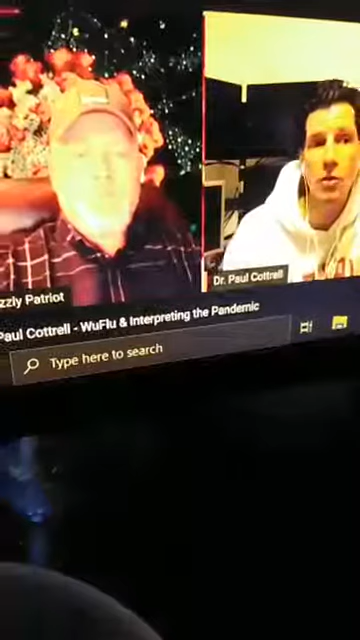 zzly Patriot
Dr. Paul Cottrell
Paul Cottrell - WuFlu & Interpreting the Pandemic
Type here to search